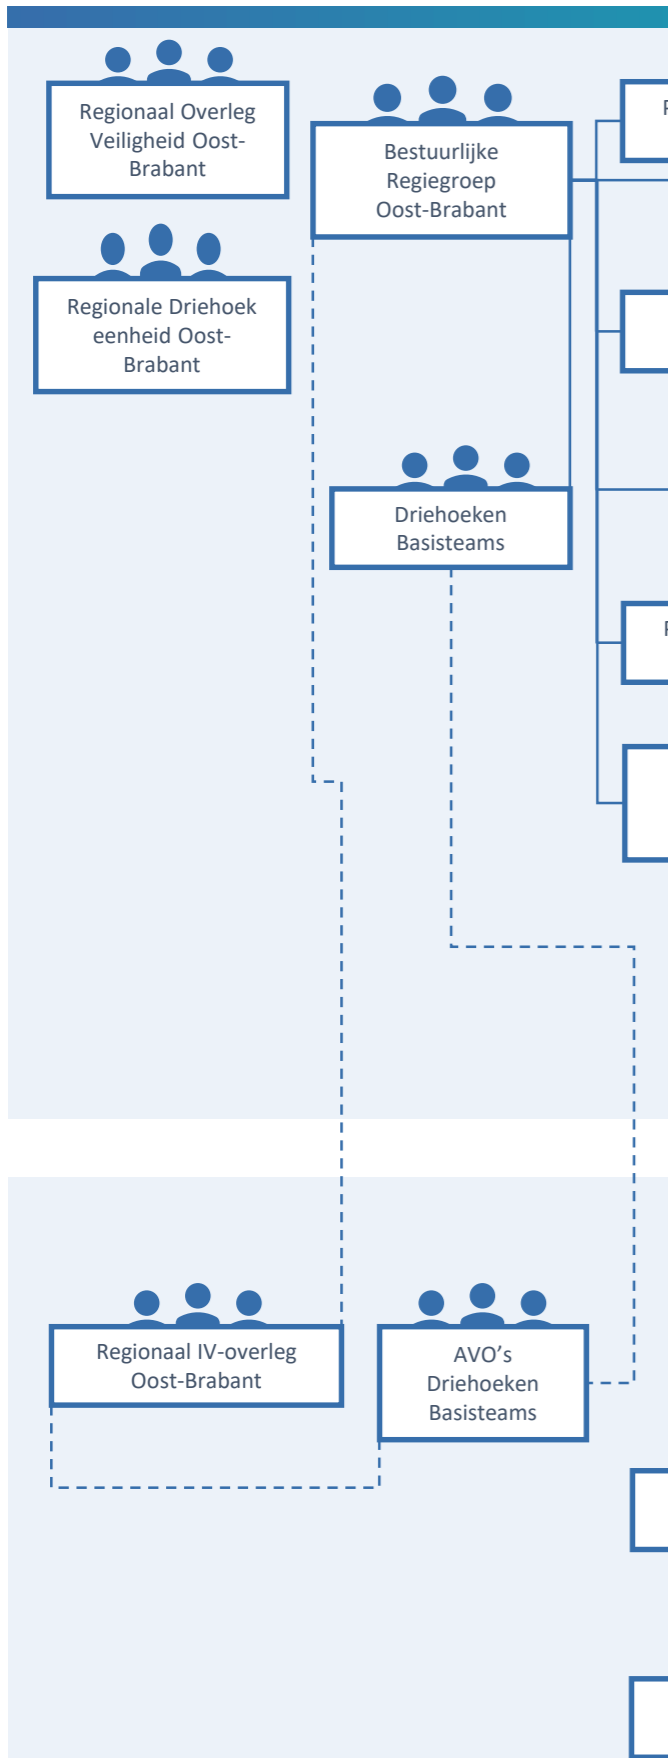 Regionaal Overleg
Veiligheid Oost-
Brabant
Bestuurlijke
Regiegroep
Oost-Brabant
Regionale Driehoek
eenheid Oost-
Brabant
Driehoeken
Basisteams
Regionaal IV-overleg
Oost-Brabant
AVO's
Driehoeken
Basisteams